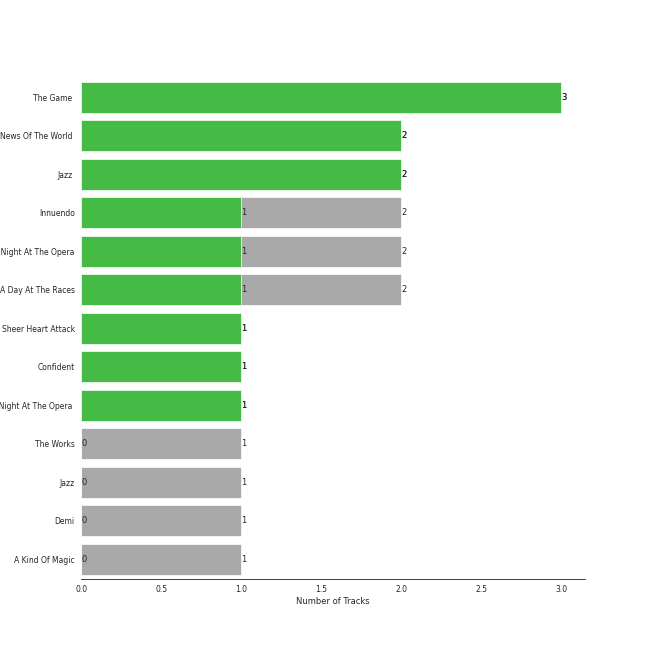 The Game 3
News Of The World 2
Jazz 2
Innuendo 1 2
Night At The Opera 1 2
A Day At The Races 1 2
Sheer Heart Attack 1
Confident 1
Night At The Opera 1
The Works 0 1
Jazz 0 1
Demi 0 1
A Kind Of Magic 0 1
0.0 0.5 1.0 1.5 2.0 2.5 3.0
Number of Tracks